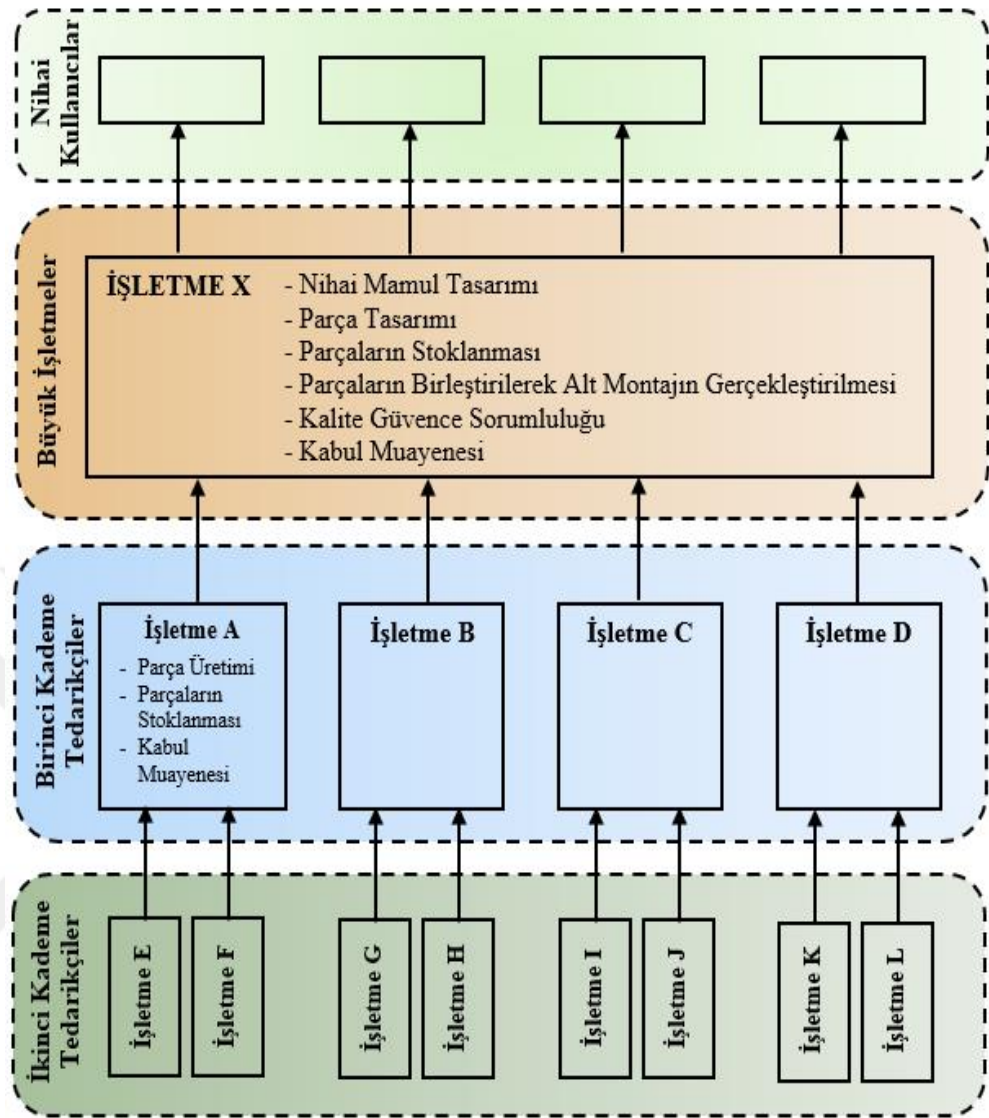 Nihai
Kullanıcılar
Büyük İşletmeler
İŞLETME X
- Nihai Mamul Tasarımı
- Parça Tasarımı
- Parçaların Stoklanması
- Parçaların Birleştirilerek Alt Montajın Gerçekleştirilmesi
- Kalite Güvence Sorumluluğu
- Kabul Muayenesi
Birinci Kademe
Tedarikçiler
İşletme A
- Parça Üretimi
- Parçaların
Stoklanması
- Kabul
Muayenesi
İşletme B
İşletme C
İşletme D
İkinci Kademe
Tedarikçiler
İşletme E
İşletme F
İşletme G
İşletme H
İşletme I
İşletme J
İşletme K
İşletme L